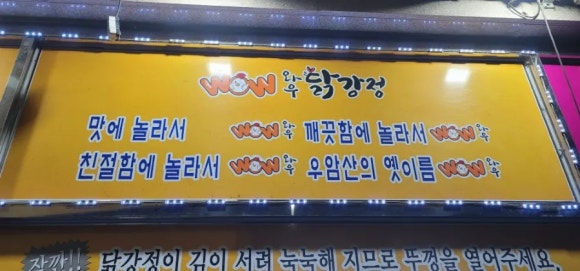 WOW 와우 닭강정
맛에 놀라서 WOW 와우 깨끗함에 놀라서 WOW 와우
친절함에 놀라서 WOW 와우 우암산의 옛이름 WOW 와우
잠깐!! 닭강정이 김이 서려 눅눅해 지므로 뚜껑을 열어주세요.